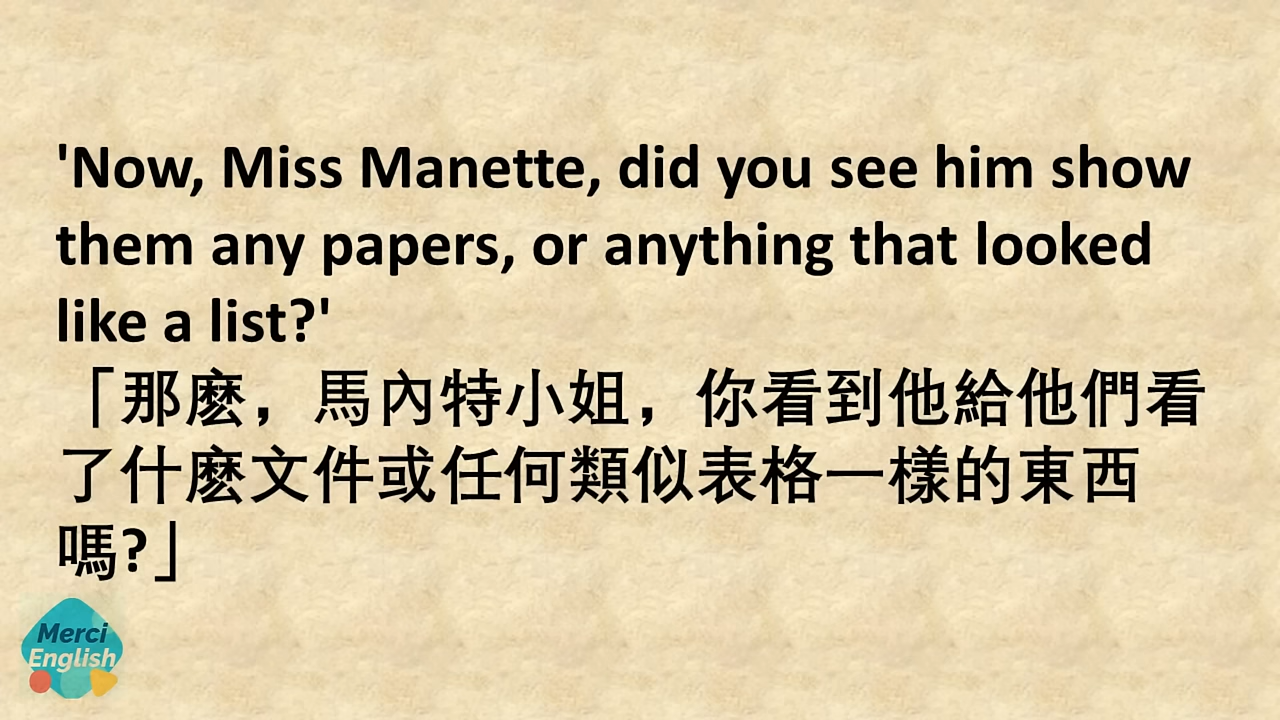 'Now, Miss Manette, did you see him show
them any papers, or anything that looked
like a list?'
「那麽，馬內特小姐，你看到他給他們看
了什麽文件或任何類似表格一樣的東西
嗎?」
Merci
English